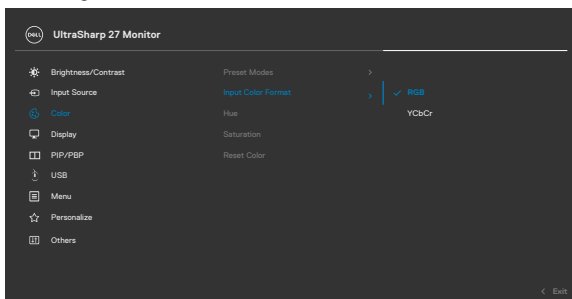 DELL UltraSharp 27 Monitor
Brightness/Contrast Preset Modes >
Input Source Input Color Format > ✓ RGB
Color Hue YCbCr
Display Saturation
PIP/PBP Reset Color
USB
Menu
Personalize
Others
< Exit